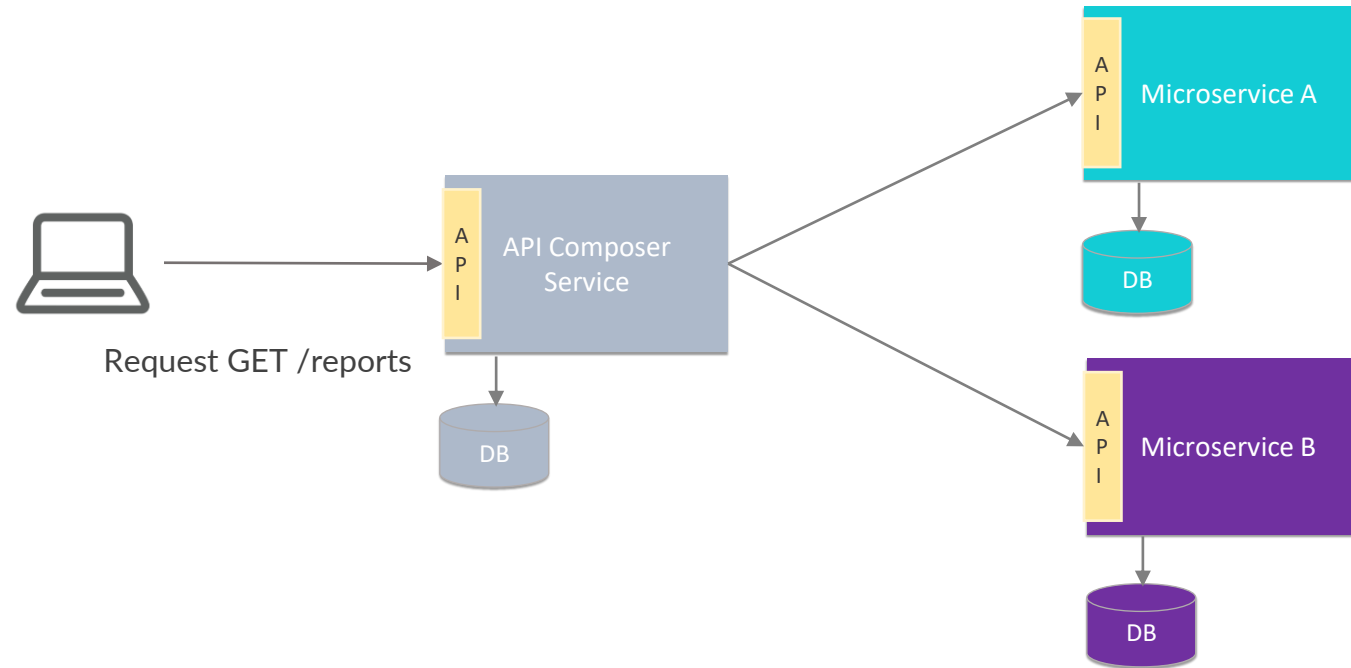 A
P
I
Microservice A
DB
A
P
I
API Composer
Service
Request GET /reports
DB
A
P
I
Microservice B
DB